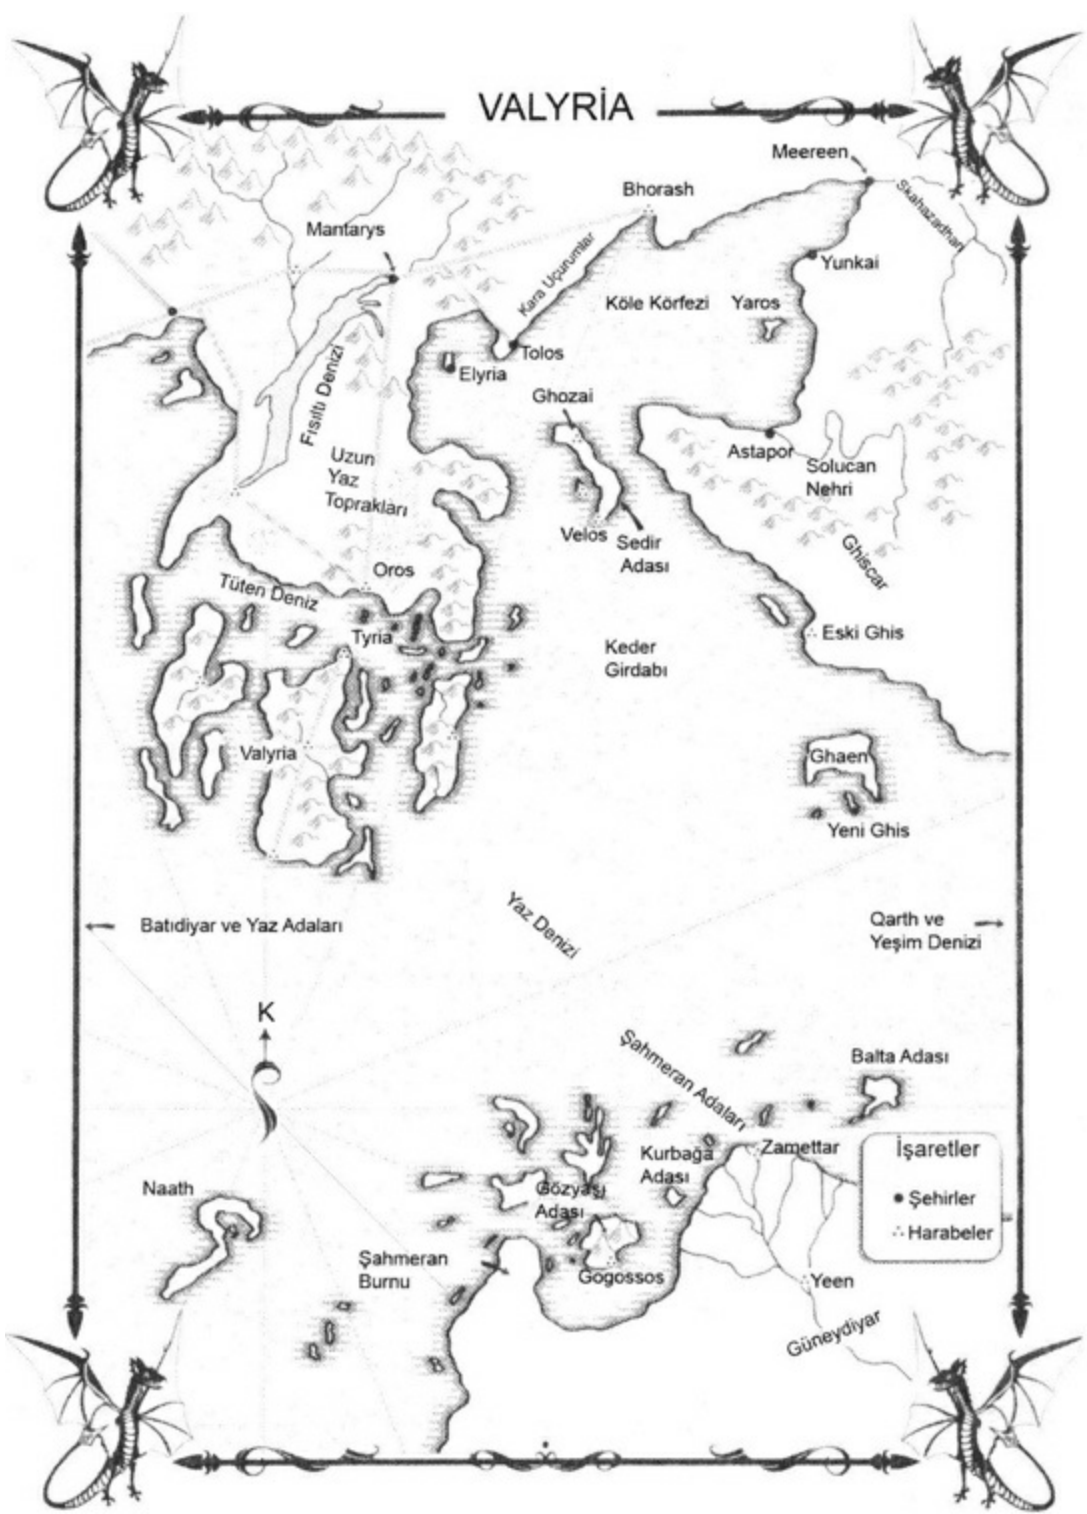 VALYRİA
Meereen
Skahazadhan
Bhorash
Mantarys
Kara Uçurumlar
Yunkai
Köle Körfezi
Yaros
Tolos
Elyria
Fısıltı Denizi
Ghozai
Uzun
Yaz
Toprakları
Astapor
Solucan
Nehri
Velos
Sedir
Adası
Ghiscar
Oros
Tüten Deniz
Tyria
Eski Ghis
Keder
Girdabı
Valyria
Ghaen
Yeni Ghis
Yaz Denizi
Batıdiyar ve Yaz Adaları
Qarth ve
Yeşim Denizi
K
Şahmeran Adaları
Balta Adası
Kurbağa
Adası
Zamettar
İşaretler
Şehirler
Harabeler
Naath
Gözyaşı
Adası
Şahmeran
Burnu
Gogossos
Yeen
Güneydiyar